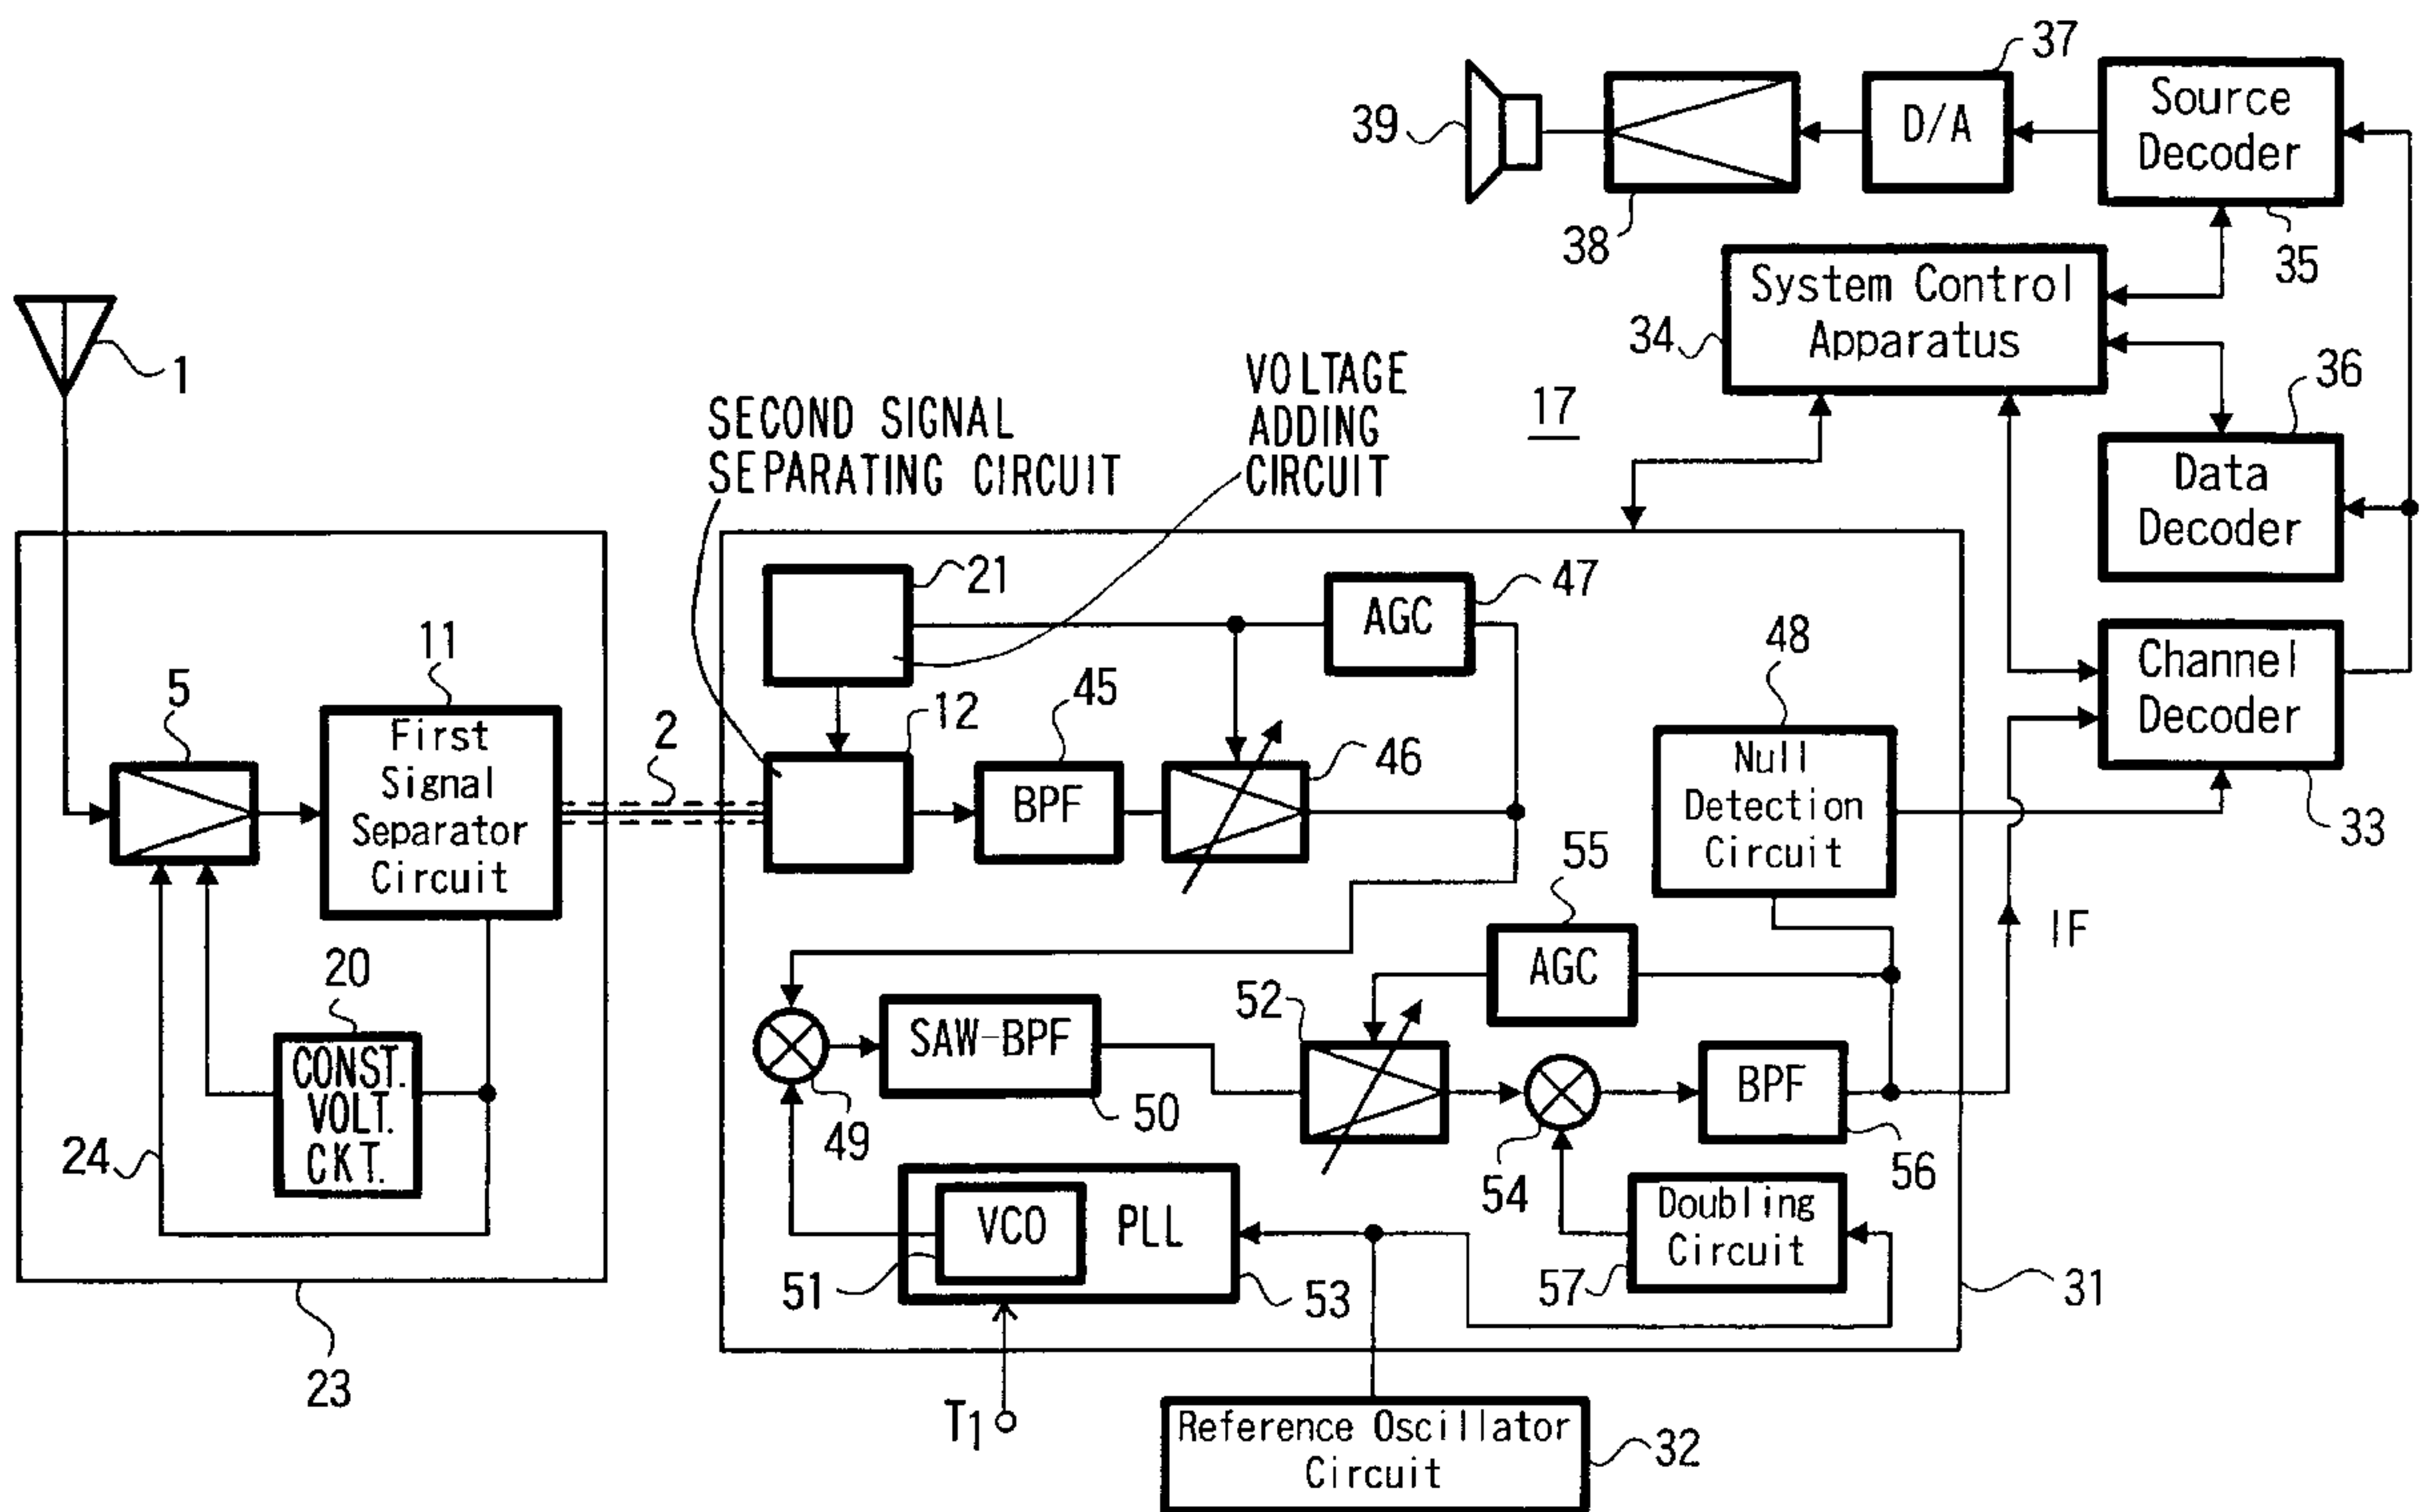 37
39
D/A
Source
Decoder
38
35
System Control
Apparatus
34
1
VOLTAGE
ADDING
CIRCUIT
17
36
SECOND SIGNAL
SEPARATING CIRCUIT
Data
Decoder
21
AGC
47
48
11
5
First
Signal
Separator
Circuit
2
12
45
BPF
46
Null
Detection
Circuit
Channel
Decoder
33
55
AGC
IF
20
CONST.
VOLT.
CKT.
24
52
SAW-BPF
50
49
54
BPF
56
VCO
PLL
51
53
Doubling
Circuit
57
31
23
T1
Reference Oscillator
Circuit
32